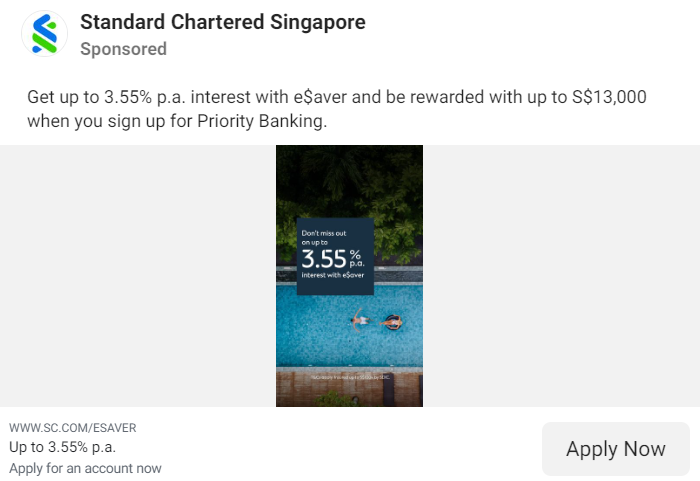 Standard Chartered Singapore
Sponsored
Get up to 3.55% p.a. interest with e$aver and be rewarded with up to S$13,000
when you sign up for Priority Banking.
Don't miss out
on up to
3.55 % p.a.
interest with e$aver
WWW.SC.COM/ESAVER
Up to 3.55% p.a.
Apply for an account now
Apply Now